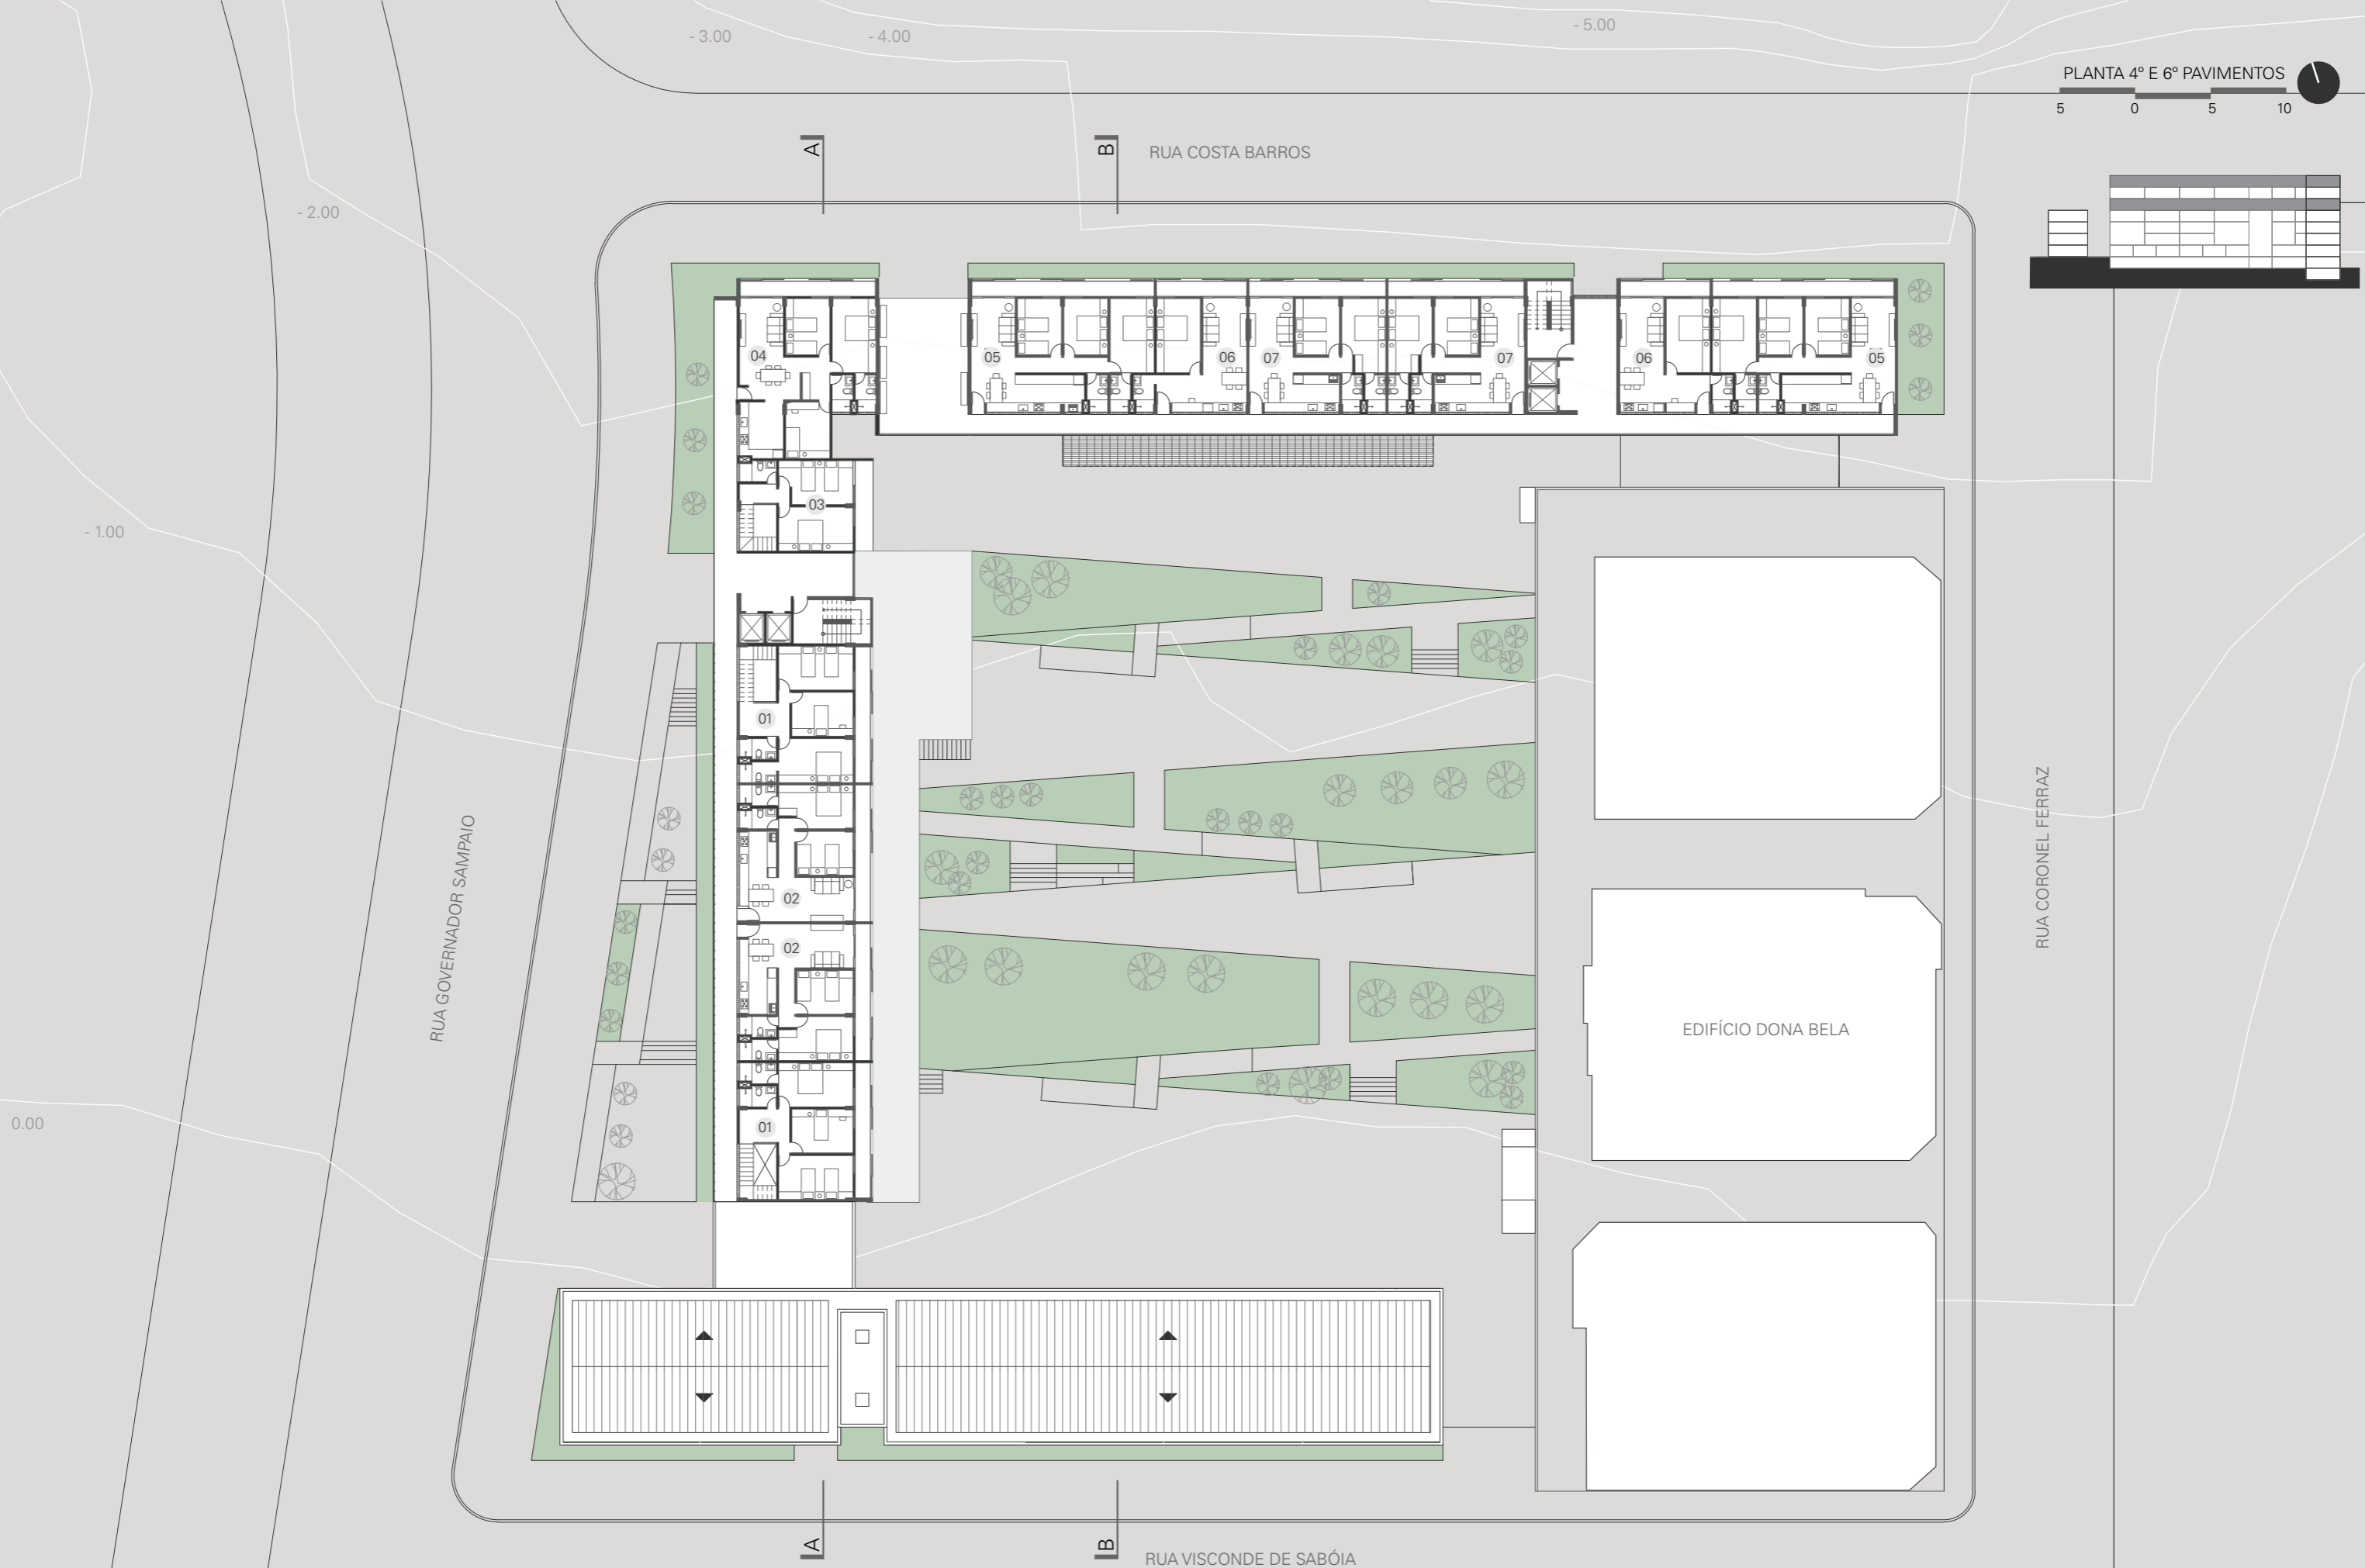 - 5.00
- 3.00
- 4.00
PLANTA 4º E 6º PAVIMENTOS
5 0 5 10
A
B
RUA COSTA BARROS
- 2.00
04
05
06
07
07
06
05
03
- 1.00
01
02
02
01
RUA GOVERNADOR SAMPAIO
RUA CORONEL FERRAZ
EDIFÍCIO DONA BELA
0.00
A
B
RUA VISCONDE DE SABÓIA